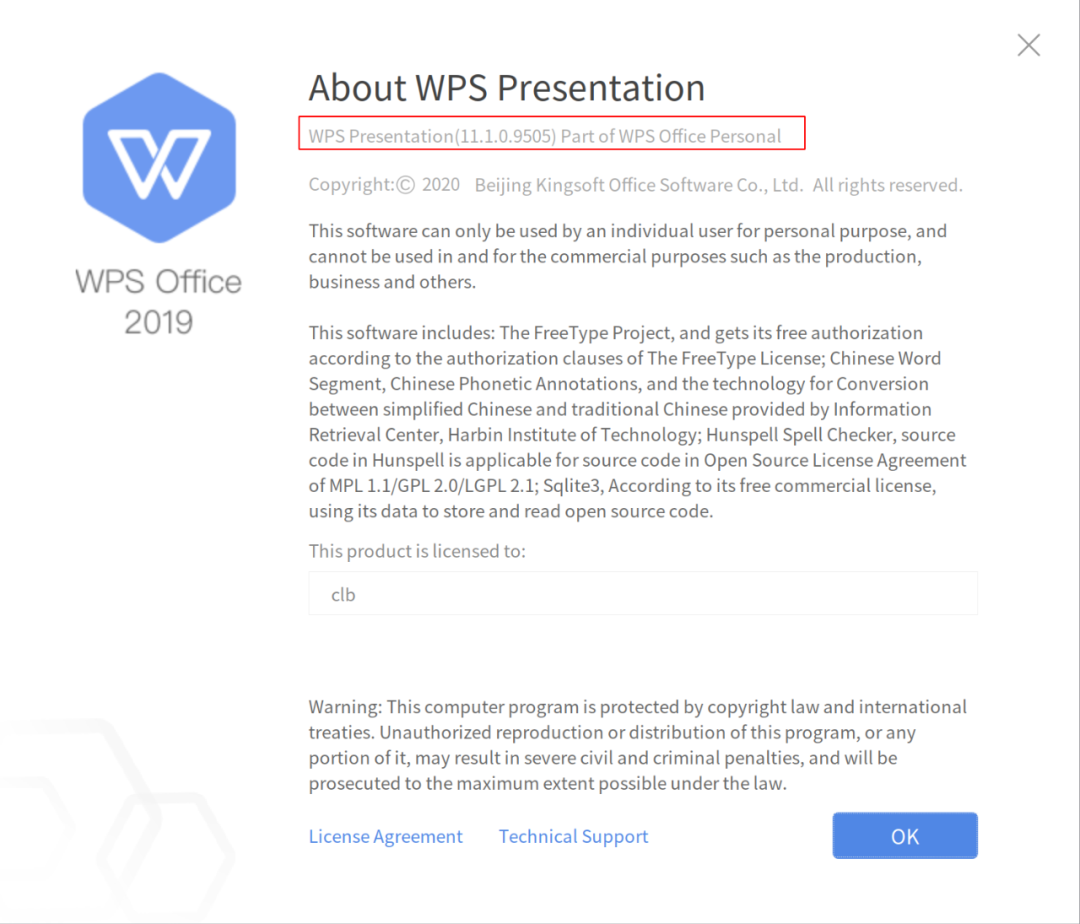 About WPS Presentation
WPS Presentation(11.1.0.9505) Part of WPS Office Personal
Copyright:© 2020 Beijing Kingsoft Office Software Co., Ltd. All rights reserved.
WPS Office
2019
This software can only be used by an individual user for personal purpose, and
cannot be used in and for the commercial purposes such as the production,
business and others.
This software includes: The FreeType Project, and gets its free authorization
according to the authorization clauses of The FreeType License; Chinese Word
Segment, Chinese Phonetic Annotations, and the technology for Conversion
between simplified Chinese and traditional Chinese provided by Information
Retrieval Center, Harbin Institute of Technology; Hunspell Spell Checker, source
code in Hunspell is applicable for source code in Open Source License Agreement
of MPL 1.1/GPL 2.0/LGPL 2.1; Sqlite3, According to its free commercial license,
using its data to store and read open source code.
This product is licensed to:
clb
Warning: This computer program is protected by copyright law and international
treaties. Unauthorized reproduction or distribution of this program, or any
portion of it, may result in severe civil and criminal penalties, and will be
prosecuted to the maximum extent possible under the law.
License Agreement Technical Support OK